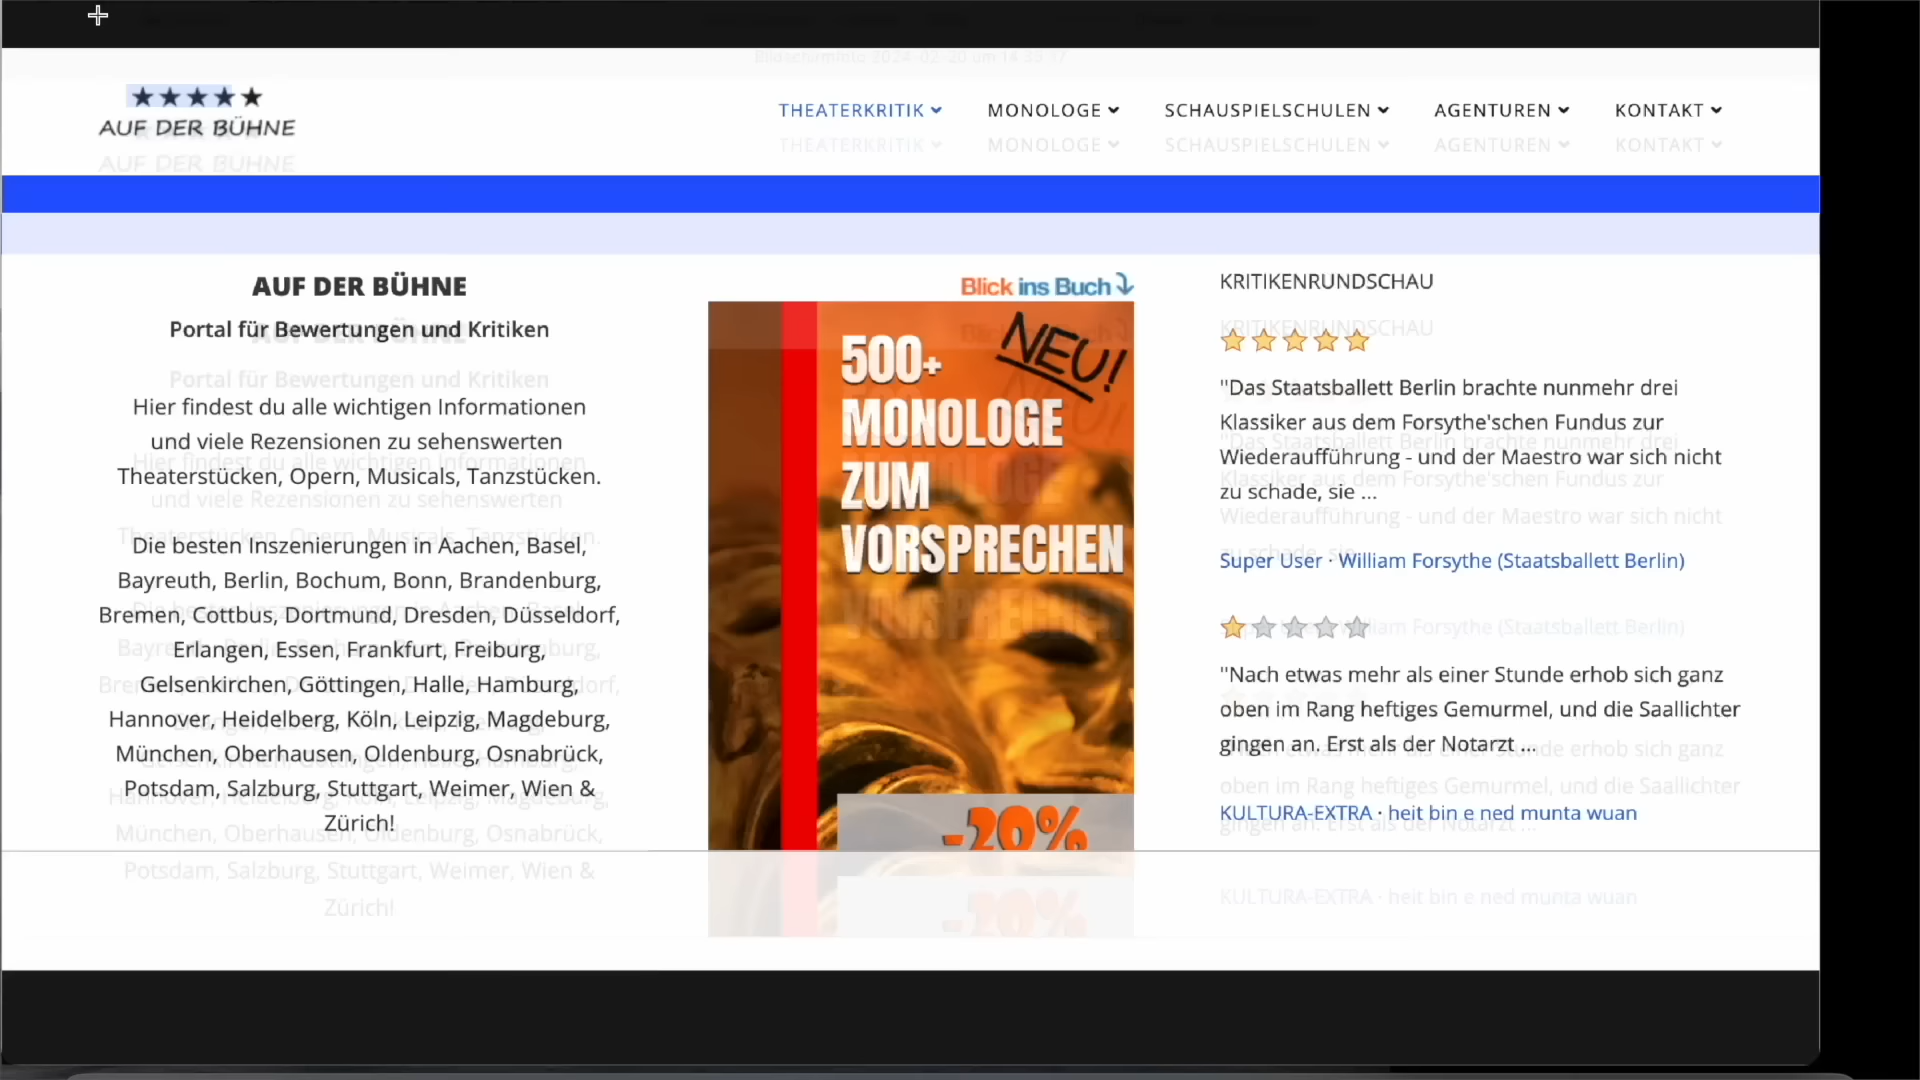 Bildschirmfoto 2024-02-20 um
AUF DER BÜHNE
THEATERKRITIK
MONOLOGE
SCHAUSPIELSCHULEN
AGENTUREN
KONTAKT
AUF DER BÜHNE
Portal für Bewertungen und Kritiken
Hier findest du alle wichtigen Informationen
und viele Rezensionen zu sehenswerten
Theaterstücken, Opern, Musicals, Tanzstücken.
Die besten Inszenierungen in Aachen, Basel,
Bayreuth, Berlin, Bochum, Bonn, Brandenburg,
Bremen, Cottbus, Dortmund, Dresden, Düsseldorf,
Erlangen, Essen, Frankfurt, Freiburg,
Gelsenkirchen, Göttingen, Halle, Hamburg,
Hannover, Heidelberg, Köln, Leipzig, Magdeburg,
München, Oberhausen, Oldenburg, Osnabrück,
Potsdam, Salzburg, Stuttgart, Weimer, Wien &
Zürich!
Blick ins Buch
NEU!
500+
MONOLOGE
ZUM
VORSPRECHEN
-20%
KRITIKENRUNDSCHAU
"Das Staatsballett Berlin brachte nunmehr drei
Klassiker aus dem Forsythe'schen Fundus zur
Wiederaufführung - und der Maestro war sich nicht
zu schade, sie ...
Super User · William Forsythe (Staatsballett Berlin)
"Nach etwas mehr als einer Stunde erhob sich ganz
oben im Rang heftiges Gemurmel, und die Saallichter
gingen an. Erst als der Notarzt ...
KULTURA-EXTRA · heit bin e ned munta wuan